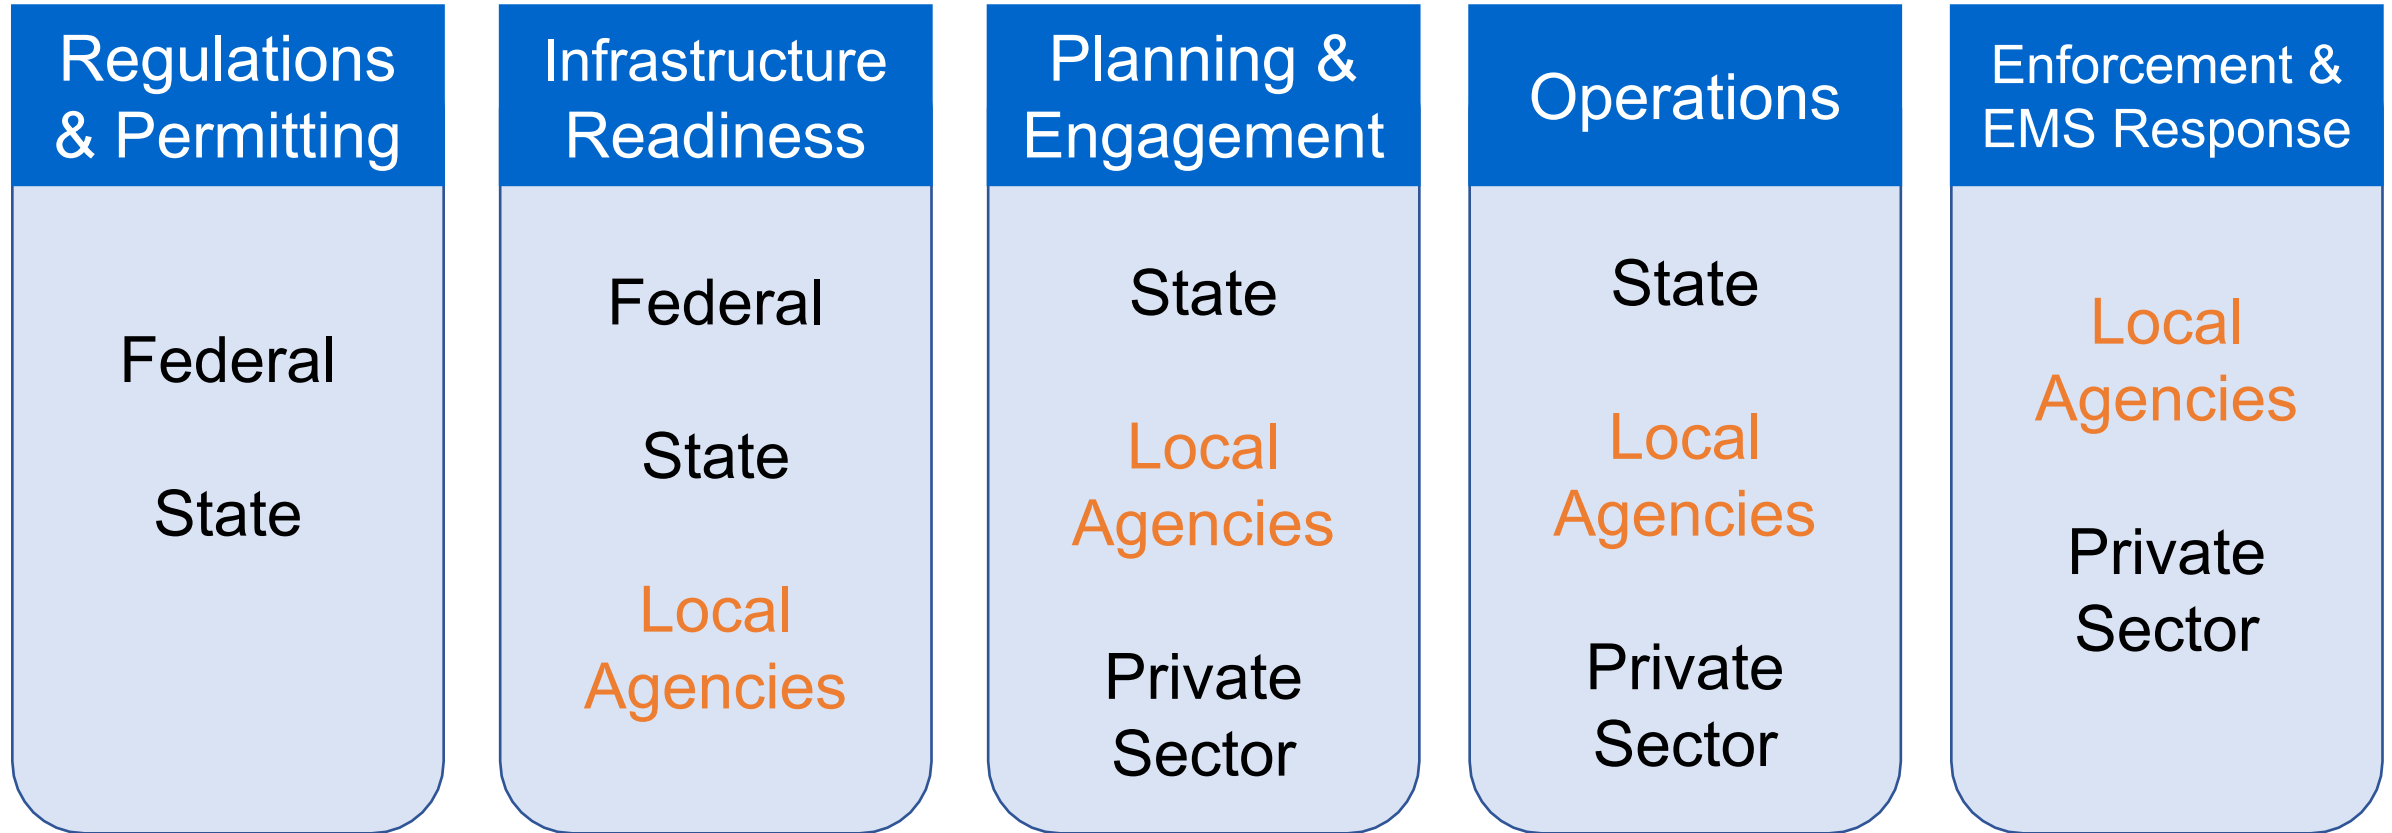 Regulations
& Permitting
Federal
State
Infrastructure
Readiness
Federal
State
Local
Agencies
Planning &
Engagement
State
Local
Agencies
Private
Sector
Operations
State
Local
Agencies
Private
Sector
Enforcement &
EMS Response
Local
Agencies
Private
Sector